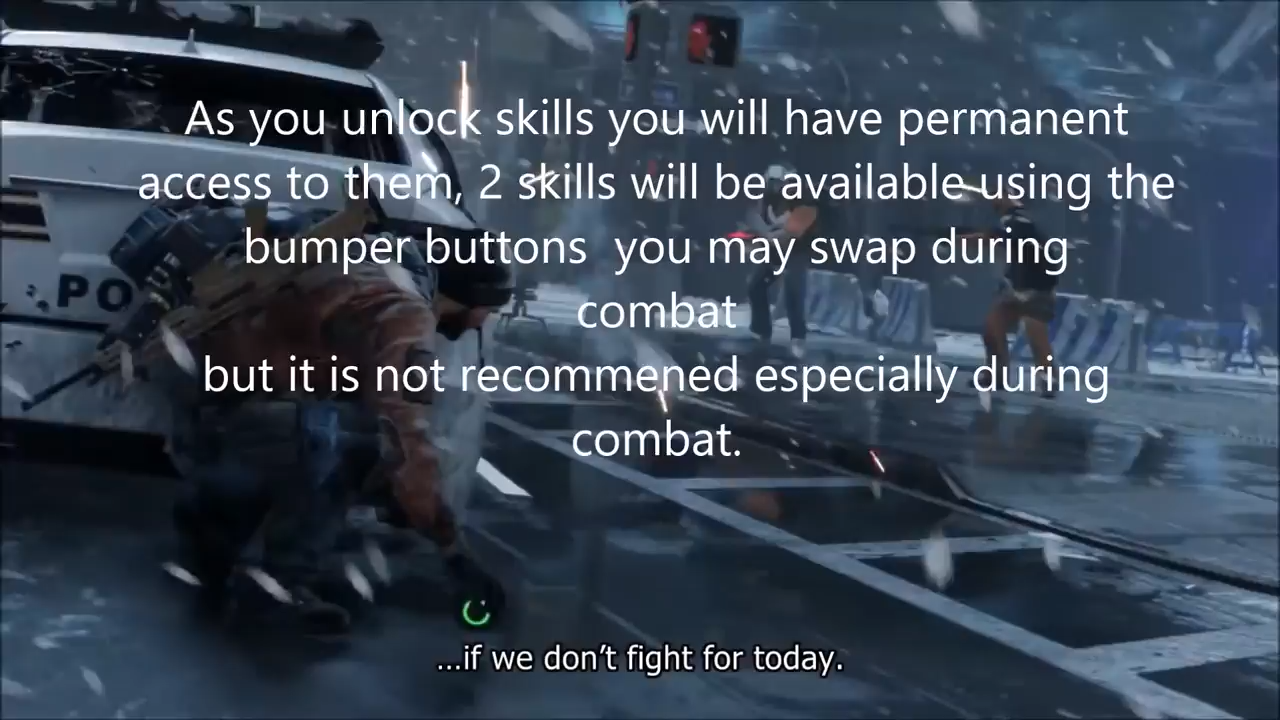 As you unlock skills you will have permanent
access to them, 2 skills will be available using the
bumper buttons  you may swap during
combat
but it is not recommened especially during
combat.
PO
...if we don't fight for today.